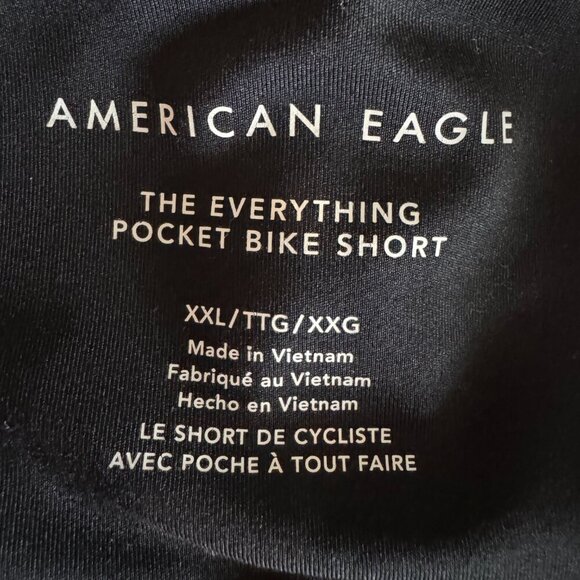 AMERICAN EAGLE
THE EVERYTHING
POCKET BIKE SHORT
XXL/TTG/XXG
Made in Vietnam
Fabriqué au Vietnam
Hecho en Vietnam
LE SHORT DE CYCLISTE
AVEC POCHE À TOUT FAIRE